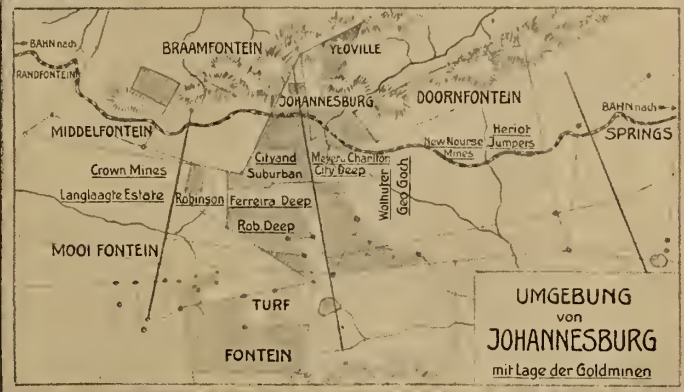 BAHN nach
RANDFONTEIN
BRAAMFONTEIN
YEOVILLE
JOHANNESBURG
DOORNFONTEIN
BAHN nach
SPRINGS
MIDDELFONTEIN
Crown Mines
City and
Suburban
Meyer u. Charlton
City Deep
New Nourse
Mines
Heriot
Jumpers
Langlaagte Estate
Robinson
Ferreira Deep
Rob. Deep
Wolhuter
Geo Goch
MOOI FONTEIN
TURF
FONTEIN
UMGEBUNG
von
JOHANNESBURG
mit Lage der Goldminen